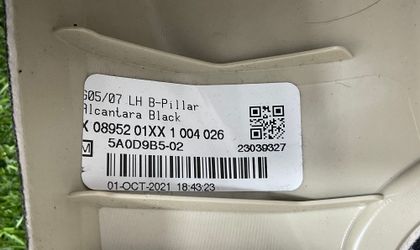 G05/07 LH B-Pillar
Alcantara Black
X 08952 01XX 1 004 026
M 5A0D9B5-02
23039327
01-OCT-2021 18:43:23